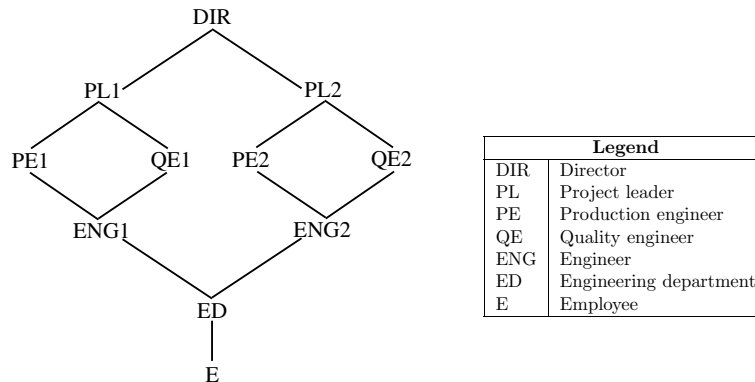 DIR
PL1 PL2
PE1 QE1 PE2 QE2
ENG1 ENG2
ED
E
Legend
DIR Director
PL Project leader
PE Production engineer
QE Quality engineer
ENG Engineer
ED Engineering department
E Employee